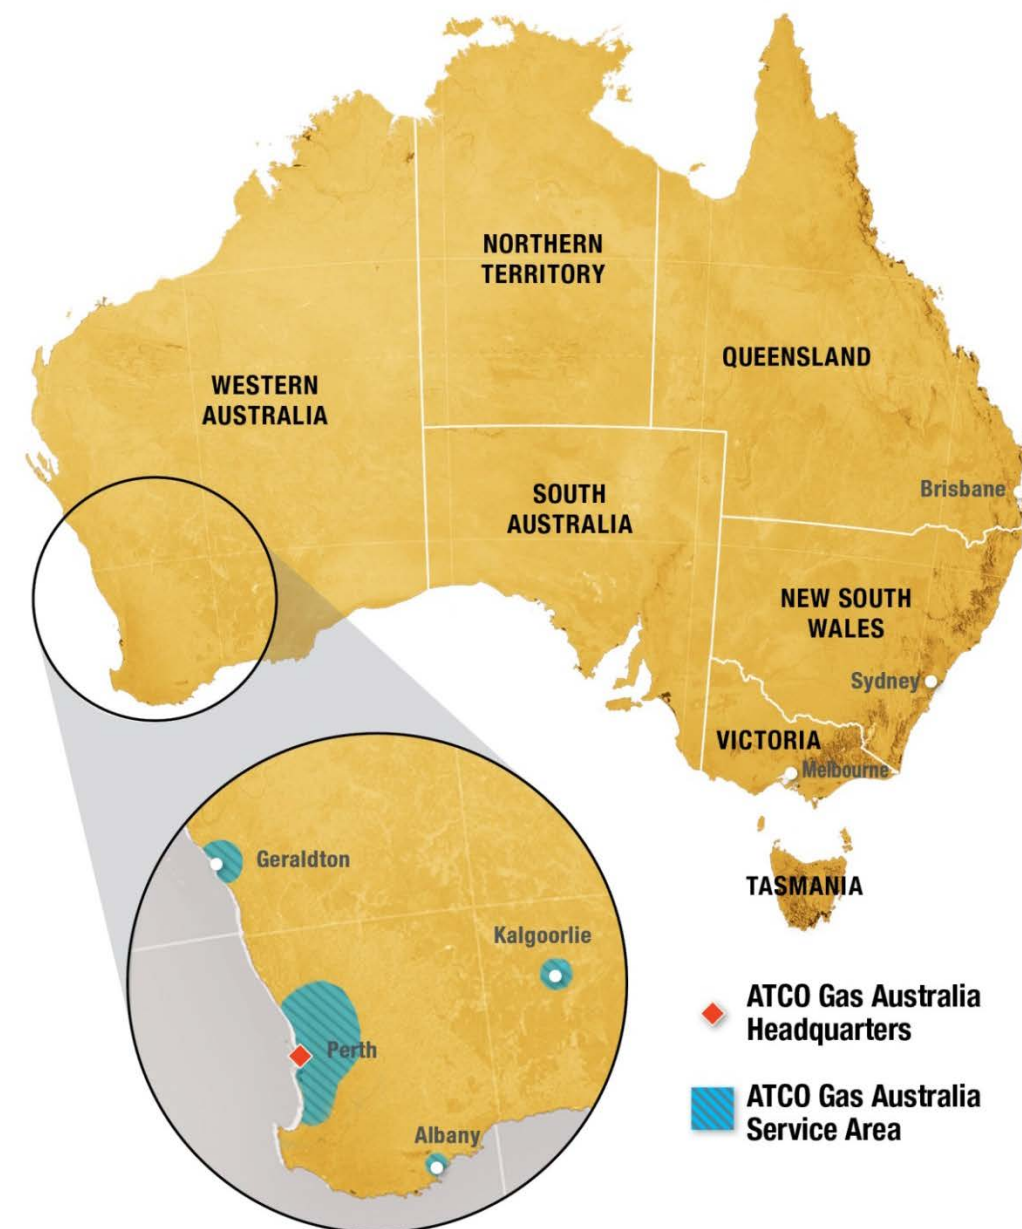 NORTHERN
TERRITORY
QUEENSLAND
WESTERN
AUSTRALIA
SOUTH
AUSTRALIA
Brisbane
NEW SOUTH
WALES
Sydney
VICTORIA
Melbourne
TASMANIA
Geraldton
Kalgoorlie
Perth
Albany
ATCO Gas Australia
Headquarters
ATCO Gas Australia
Service Area